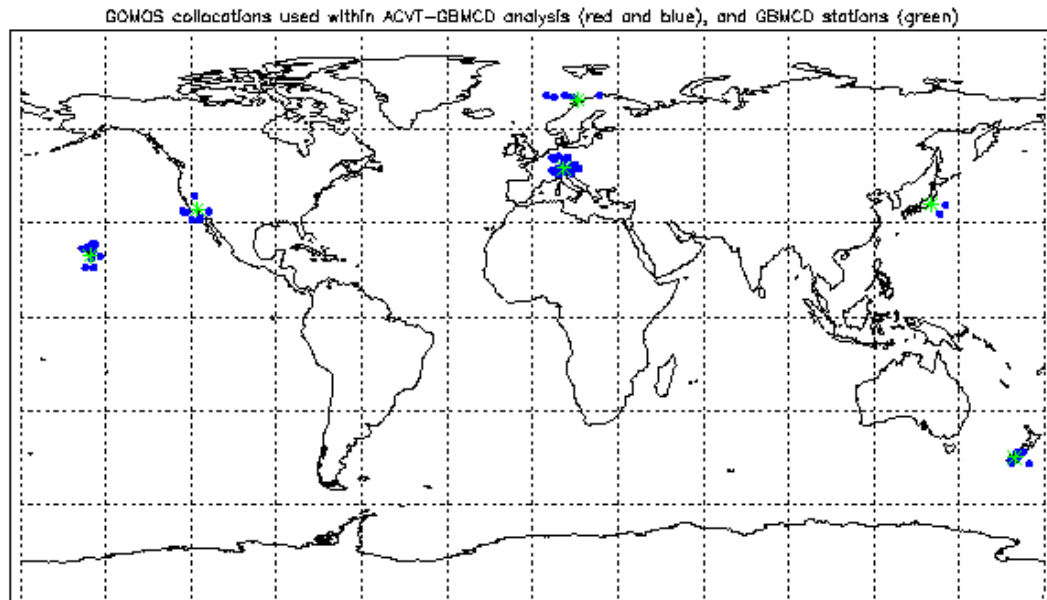 GOMOS collocations used within ACVT-GBMCD analysis (red and blue), and GBMCD stations (green)